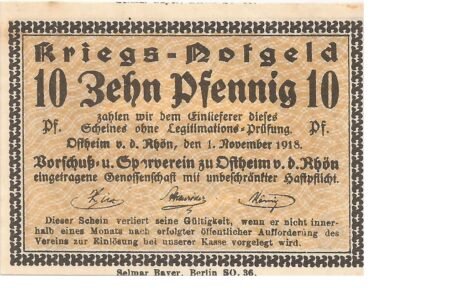 Kriegs-Notgeld
10 Zehn Pfennig 10
zahlen wir dem Einlieferer dieses
Pf. Scheines ohne Legitimations-Prüfung. Pf.
Ostheim v. d. Rhön, den 1. November 1918.
Vorschuß- u. Sparverein zu Ostheim v. d. Rhön
eingetragene Genossenschaft mit unbeschränkter Haftpflicht.
Dieser Schein verliert seine Gültigkeit, wenn er nicht inner-
halb eines Monats nach erfolgter öffentlicher Aufforderung des
Vereins zur Einlösung bei unserer Kasse vorgelegt wird.
Selmar Bayer, Berlin SO. 36.